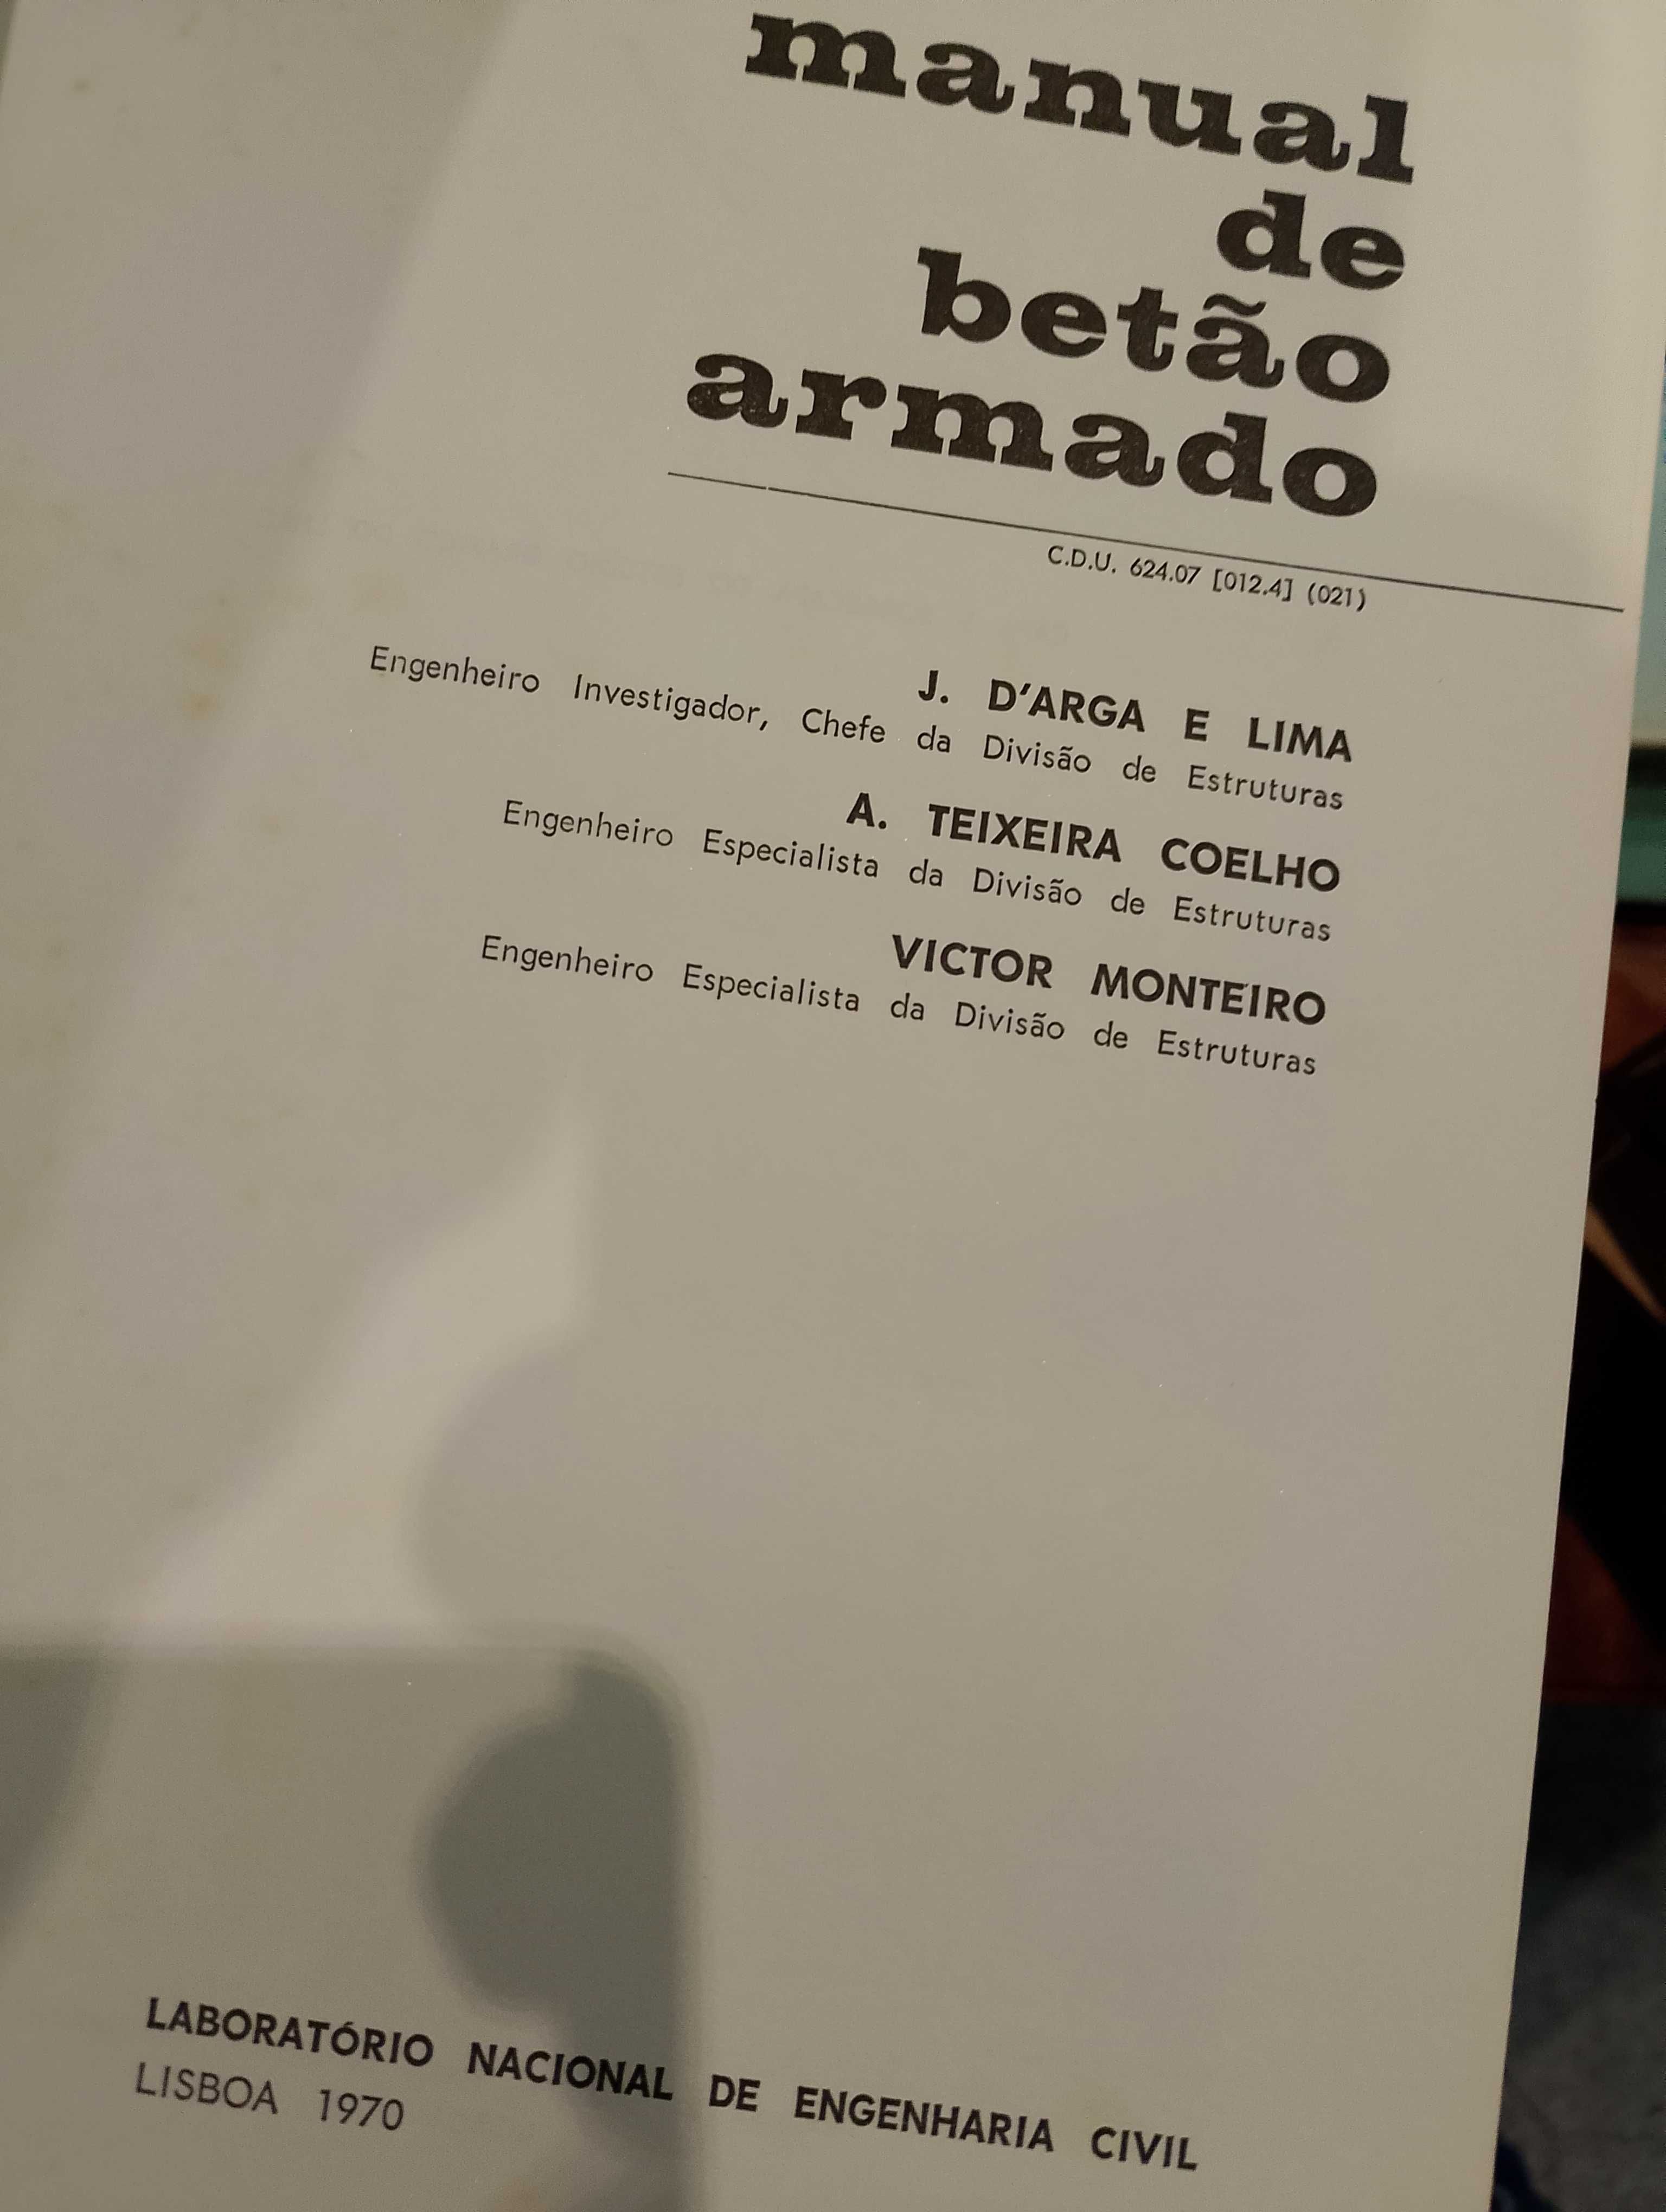 manual
de
betão
armado
C.D.U. 624.07 [012.4] (021)
J. D'ARGA E LIMA
Engenheiro Investigador, Chefe da Divisão de Estruturas
A. TEIXEIRA COELHO
Engenheiro Especialista da Divisão de Estruturas
VICTOR MONTEIRO
Engenheiro Especialista da Divisão de Estruturas
LABORATÓRIO NACIONAL DE ENGENHARIA CIVIL
LISBOA 1970